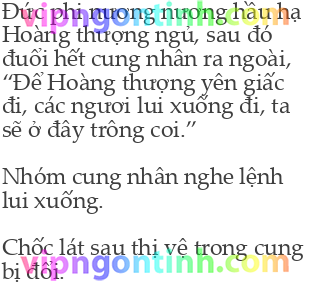 Đức phi nương nương hầu hạ
Hoàng thượng ngủ, sau đó
đuổi hết cung nhân ra ngoài,
“Để Hoàng thượng yên giấc
đi, các ngươi lui xuống đi, ta
sẽ ở đây trông coi.”
Nhóm cung nhân nghe lệnh
lui xuống.
Chốc lát sau thị vệ trong cung
bị đổi.
vipngontinh.com
vipngontinh.com
vipngontinh.com